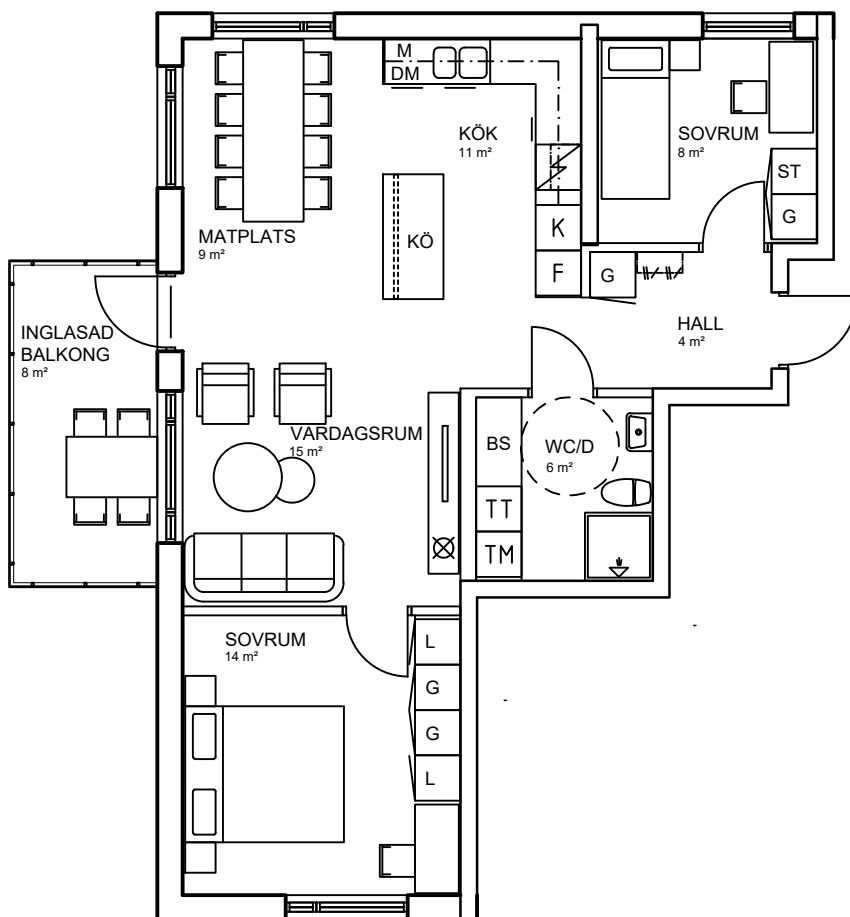 M
DM
KÖK
11 m²
SOVRUM
8 m²
ST
G
MATPLATS
9 m²
KÖ
K
F
G
HALL
4 m²
INGLASAD
BALKONG
8 m²
VARDAGSRUM
15 m²
BS
WC/D
6 m²
TT
TM
SOVRUM
14 m²
L
G
G
L